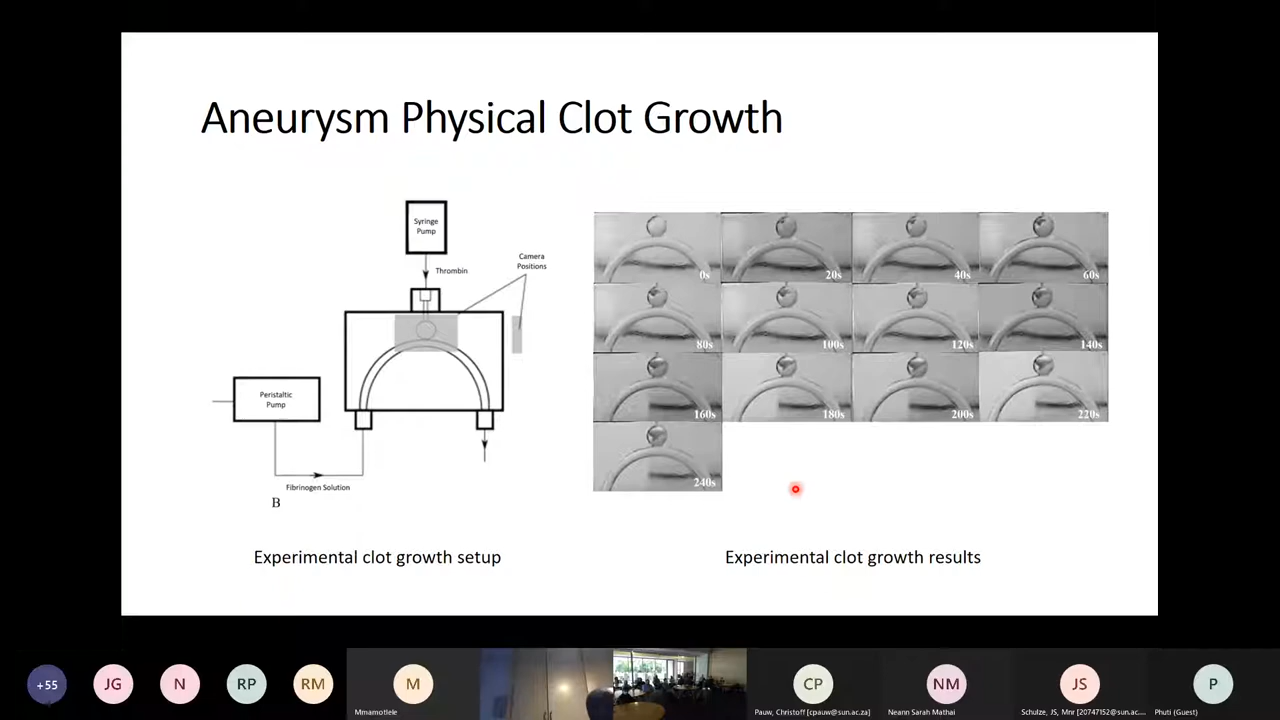 Aneurysm Physical Clot Growth
Syringe
Pump
Thrombin
Camera
Positions
Peristaltic
Pump
Fibrinogen Solution
B
0s
20s
40s
60s
80s
100s
120s
140s
160s
180s
200s
220s
240s
Experimental clot growth setup
Experimental clot growth results
+55
JG
N
RP
RM
M
Mmamotlele
CP
Pauw, Christoff [cpauw@sun.ac.za]
NM
Neann Sarah Mathai
JS
Schulze, JS, Mnr [20747152@sun.ac....
P
Phuti (Guest)